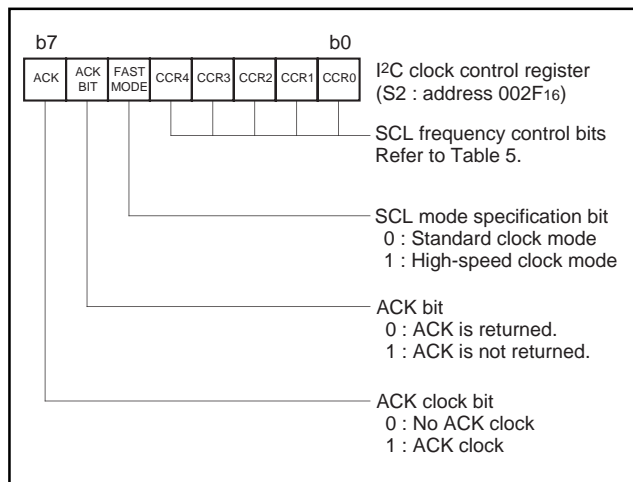 b7 b0
ACK ACK BIT FAST MODE CCR4 CCR3 CCR2 CCR1 CCR0
I2C clock control register
(S2 : address 002F16)
SCL frequency control bits
Refer to Table 5.
SCL mode specification bit
0 : Standard clock mode
1 : High-speed clock mode
ACK bit
0 : ACK is returned.
1 : ACK is not returned.
ACK clock bit
0 : No ACK clock
1 : ACK clock